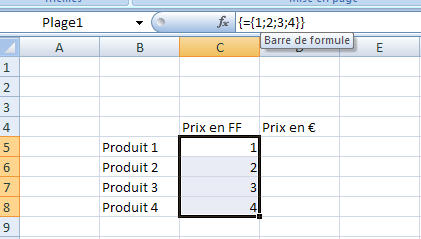 Plage1 fx {={1;2;3;4}}
Barre de formule
A B C D E
1
2
3
4 Prix en FF Prix en €
5 Produit 1 1
6 Produit 2 2
7 Produit 3 3
8 Produit 4 4
9